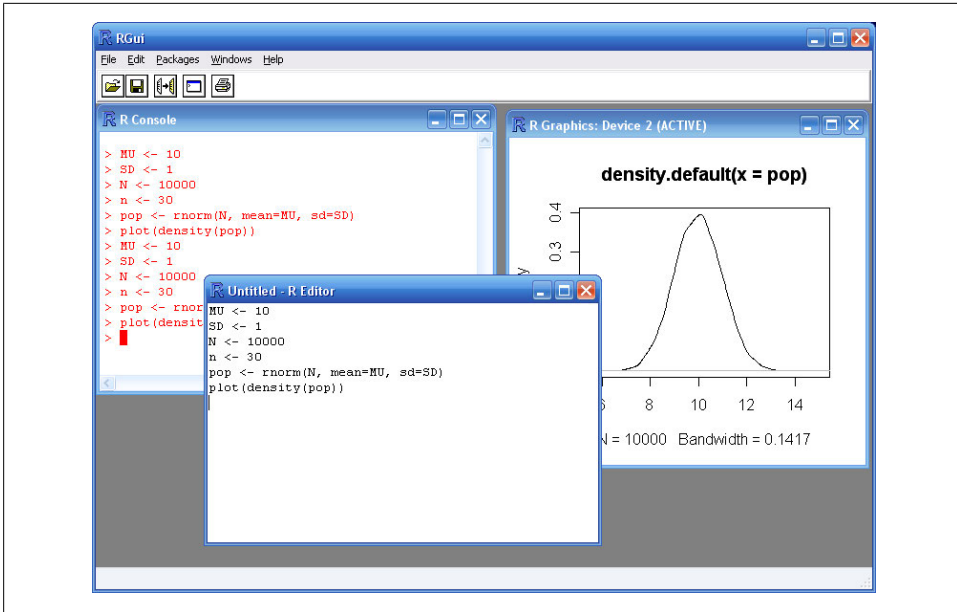 RGui
File Edit Packages Windows Help
R Console
> MU <- 10
> SD <- 1
> N <- 10000
> n <- 30
> pop <- rnorm(N, mean=MU, sd=SD)
> plot(density(pop))
> MU <- 10
> SD <- 1
> N <- 10000
> n <- 30
> pop <- rnor
> plot(densit
>
Untitled - R Editor
MU <- 10
SD <- 1
N <- 10000
n <- 30
pop <- rnorm(N, mean=MU, sd=SD)
plot(density(pop))
R Graphics: Device 2 (ACTIVE)
density.default(x = pop)
0.4
0.3
8 10 12 14
N = 10000 Bandwidth = 0.1417